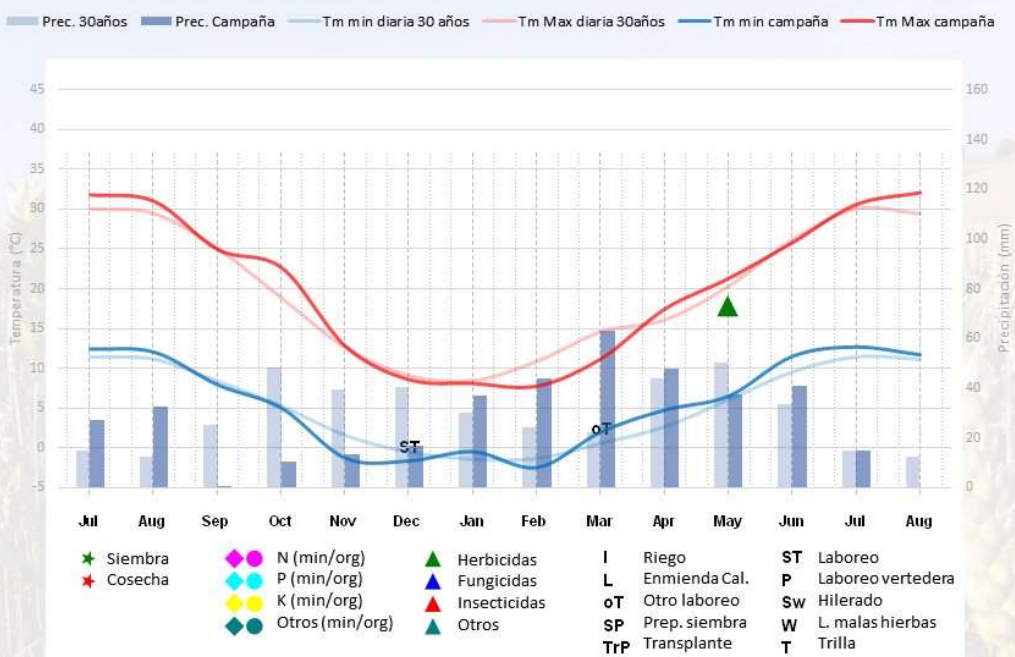 Prec. 30años Prec. Campaña Tm min diaria 30 años Tm Max diaria 30años Tm min campaña Tm Max campaña
45 160
40 140
35 120
30 100
25
20 80
15 60
10
5 40
0 20
-5 0
Temperatura (°C)
Precipitación (mm)
ST
oT
Jul Aug Sep Oct Nov Dec Jan Feb Mar Apr May Jun Jul Aug
Siembra N (min/org) Herbicidas I Riego ST Laboreo
Cosecha P (min/org) Fungicidas L Enmienda Cal. P Laboreo vertedera
K (min/org) Insecticidas oT Otro laboreo Sw Hilerado
Otros (min/org) Otros SP Prep. siembra W L. malas hierbas
TrP Transplante T Trilla